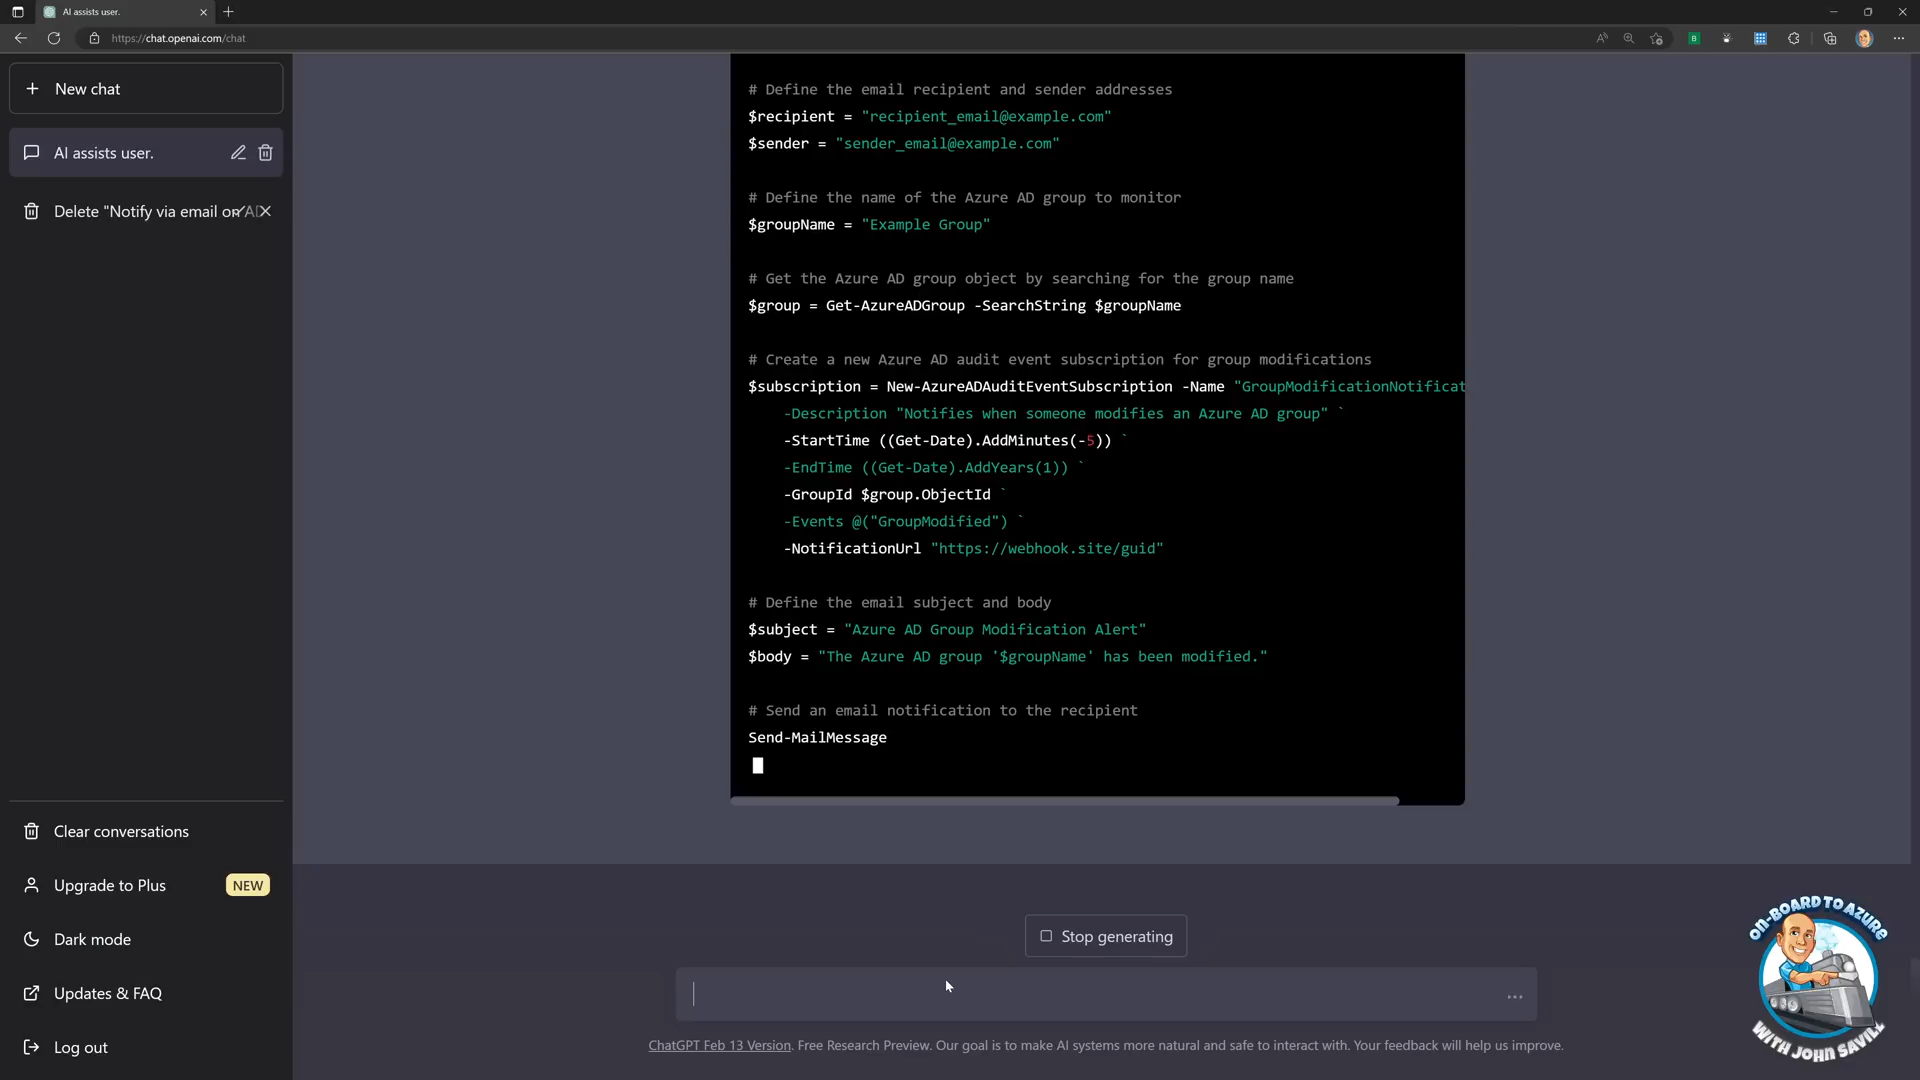 AI assists user.
https://chat.openai.com/chat
New chat
AI assists user.
Delete "Notify via email on AD
Clear conversations
Upgrade to Plus
NEW
Dark mode
Updates & FAQ
Log out
# Define the email recipient and sender addresses
$recipient = "recipient_email@example.com"
$sender = "sender_email@example.com"
# Define the name of the Azure AD group to monitor
$groupName = "Example Group"
# Get the Azure AD group object by searching for the group name
$group = Get-AzureADGroup -SearchString $groupName
# Create a new Azure AD audit event subscription for group modifications
$subscription = New-AzureADAuditEventSubscription -Name "GroupModificationNotificat
-Description "Notifies when someone modifies an Azure AD group" `
-StartTime ((Get-Date).AddMinutes(-5)) `
-EndTime ((Get-Date).AddYears(1)) `
-GroupId $group.ObjectId `
-Events @("GroupModified") `
-NotificationUrl "https://webhook.site/guid"
# Define the email subject and body
$subject = "Azure AD Group Modification Alert"
$body = "The Azure AD group '$groupName' has been modified."
# Send an email notification to the recipient
Send-MailMessage
Stop generating
ChatGPT Feb 13 Version. Free Research Preview. Our goal is to make AI systems more natural and safe to interact with. Your feedback will help us improve.
ON-BOARD TO AZURE
WITH JOHN SAVILL